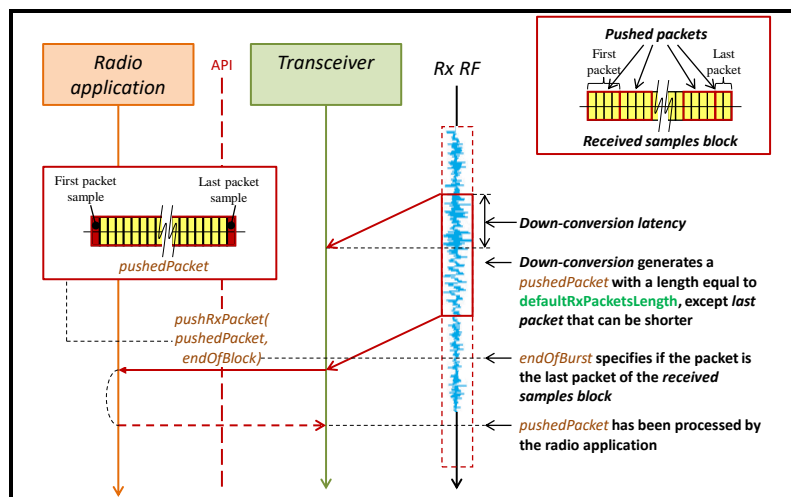 Radio
application
API
Transceiver
Rx RF
Pushed packets
First
packet
Last
packet
Received samples block
First packet
sample
Last packet
sample
pushedPacket
Down-conversion latency
Down-conversion generates a
pushedPacket with a length equal to
defaultRxPacketsLength, except last
packet that can be shorter
pushRxPacket(
pushedPacket,
endOfBlock)
endOfBurst specifies if the packet is
the last packet of the received
samples block
pushedPacket has been processed by
the radio application